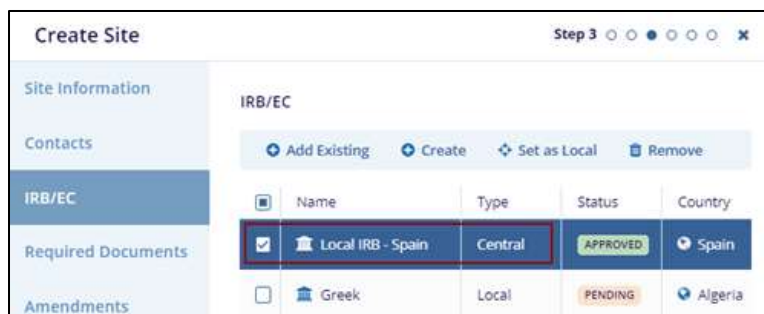 Create Site
Step 3
Site Information
Contacts
IRB/EC
Required Documents
Amendments
IRB/EC
Add Existing Create Set as Local Remove
Name Type Status Country
Local IRB - Spain Central APPROVED Spain
Greek Local PENDING Algeria